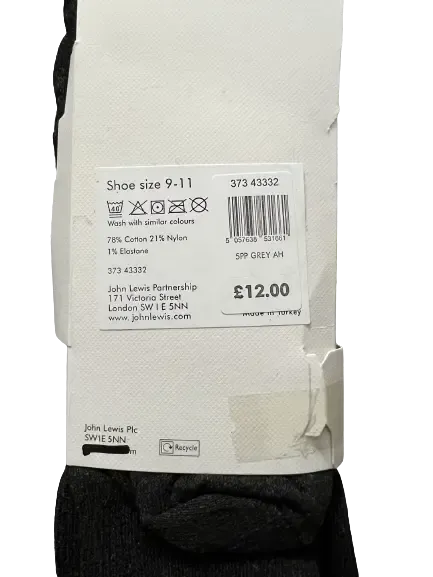 Shoe size 9-11
40
Wash with similar colours
78% Cotton 21% Nylon
1% Elastane
373 43332
John Lewis Partnership
171 Victoria Street
London SW1E 5NN
www.johnlewis.com
373 43332
5 057638 531661
5PP GREY AH
£12.00
Made in Turkey
John Lewis Plc
SW1E 5NN
m
Recycle